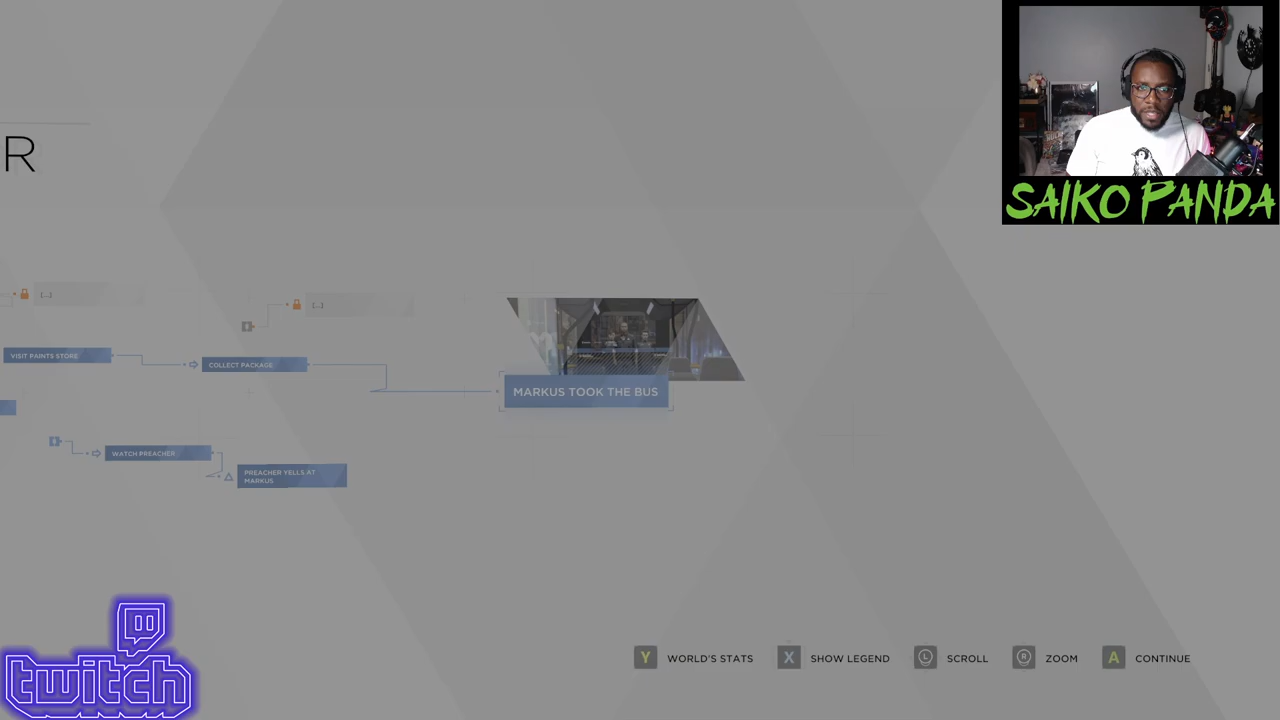 SAIKO PANDA
R
[...]
[...]
VISIT PAINTS STORE
COLLECT PACKAGE
MARKUS TOOK THE BUS
WATCH PREACHER
PREACHER YELLS AT
MARKUS
Y WORLD'S STATS X SHOW LEGEND L SCROLL R ZOOM A CONTINUE
twitch